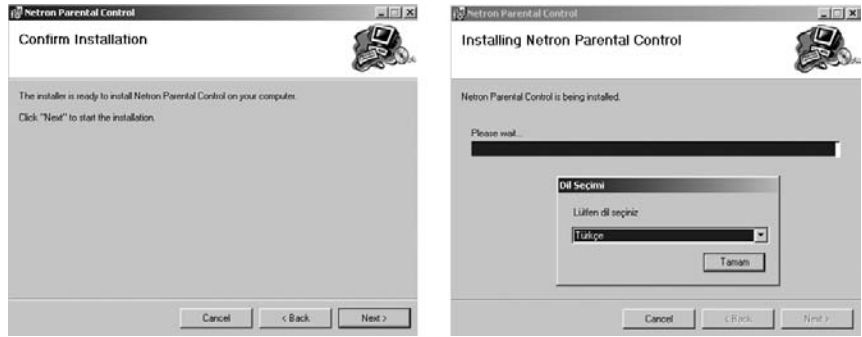 Netron Parental Control
Confirm Installation
The installer is ready to install Netron Parental Control on your computer.
Click "Next" to start the installation.
Cancel
< Back
Next >
Netron Parental Control
Installing Netron Parental Control
Netron Parental Control is being installed.
Please wait...
Dil Seçimi
Lütfen dil seçiniz
Türkçe
Tamam
Cancel
< Back
Next >